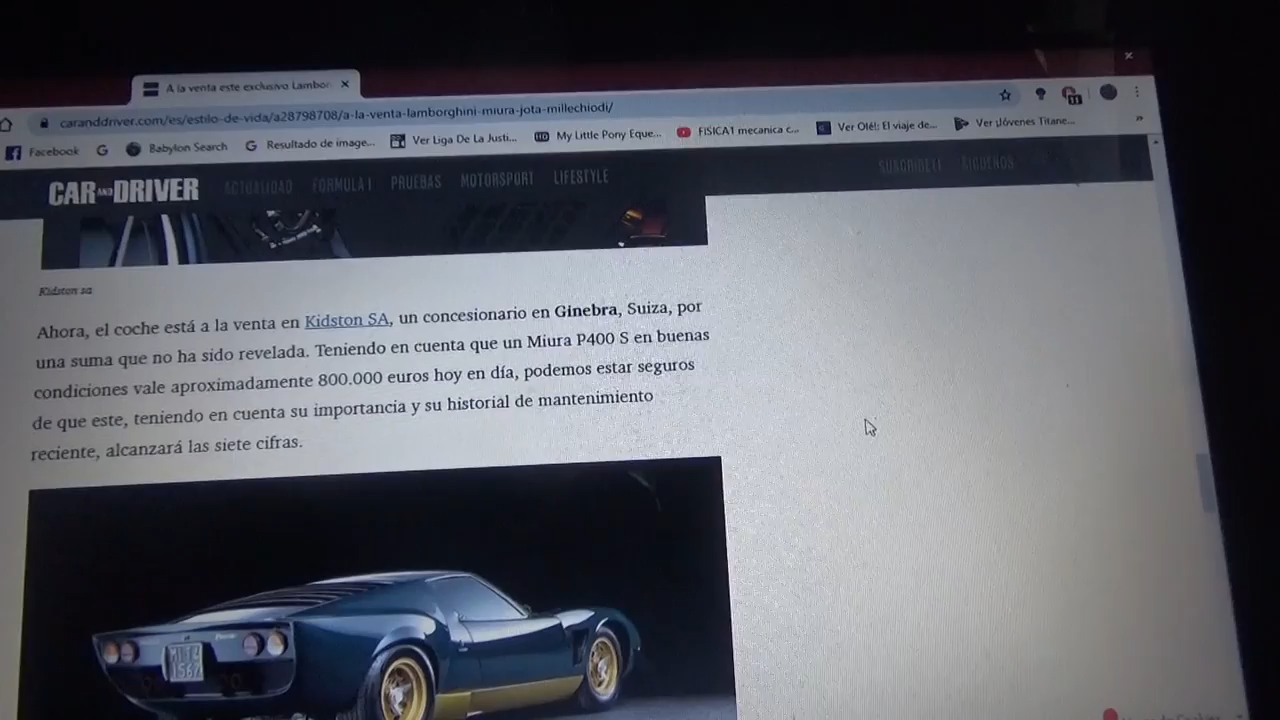 A la venta este exclusivo Lambor
caranddriver.com/es/estilo-de-vida/a28798708/a-la-venta-lamborghini-miura-jota-millechiodi/
11
Facebook
Babylon Search
Resultado de image...
Ver Liga De La Justi...
My Little Pony Eque...
FISICA1 mecanica c...
Ver Olé!: El viaje de...
Ver ¡Jóvenes Titane...
CAR AND DRIVER
ACTUALIDAD FORMULA 1 PRUEBAS MOTORSPORT LIFESTYLE SUSCRÍBETE SÍGUENOS
Kidston sa
Ahora, el coche está a la venta en Kidston SA, un concesionario en Ginebra, Suiza, por
una suma que no ha sido revelada. Teniendo en cuenta que un Miura P400 S en buenas
condiciones vale aproximadamente 800.000 euros hoy en día, podemos estar seguros
de que este, teniendo en cuenta su importancia y su historial de mantenimiento
reciente, alcanzará las siete cifras.